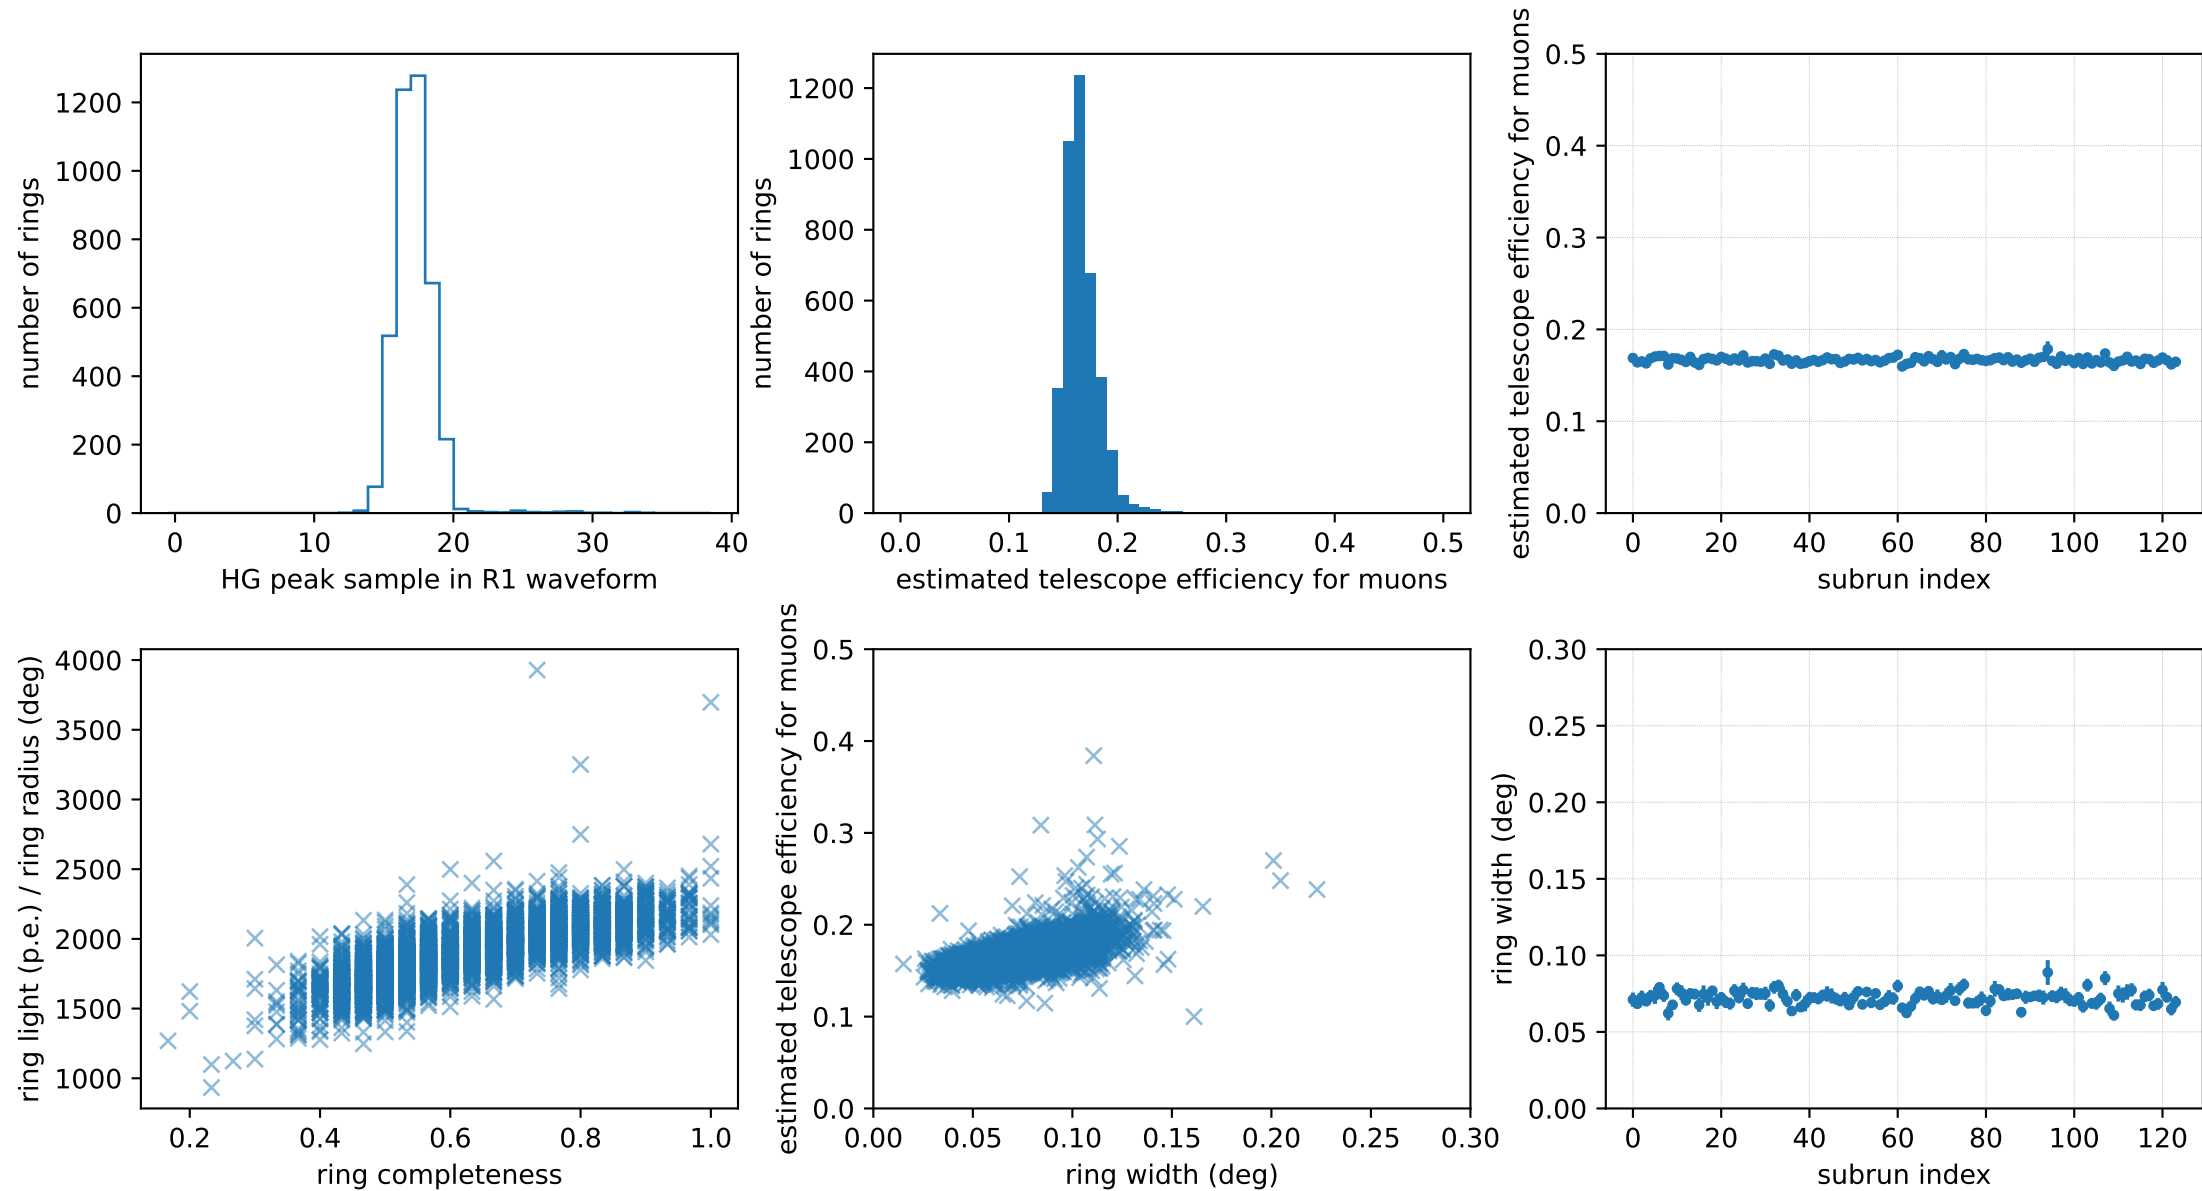 1200
1000
800
600
400
200
0
number of rings
0 10 20 30 40
HG peak sample in R1 waveform
1200
1000
800
600
400
200
0
number of rings
0.0 0.1 0.2 0.3 0.4 0.5
estimated telescope efficiency for muons
0.5
0.4
0.3
0.2
0.1
0.0
estimated telescope efficiency for muons
0 20 40 60 80 100 120
subrun index
4000
3500
3000
2500
2000
1500
1000
ring light (p.e.) / ring radius (deg)
0.2 0.4 0.6 0.8 1.0
ring completeness
0.5
0.4
0.3
0.2
0.1
0.0
estimated telescope efficiency for muons
0.00 0.05 0.10 0.15 0.20 0.25 0.30
ring width (deg)
0.30
0.25
0.20
0.15
0.10
0.05
0.00
ring width (deg)
0 20 40 60 80 100 120
subrun index